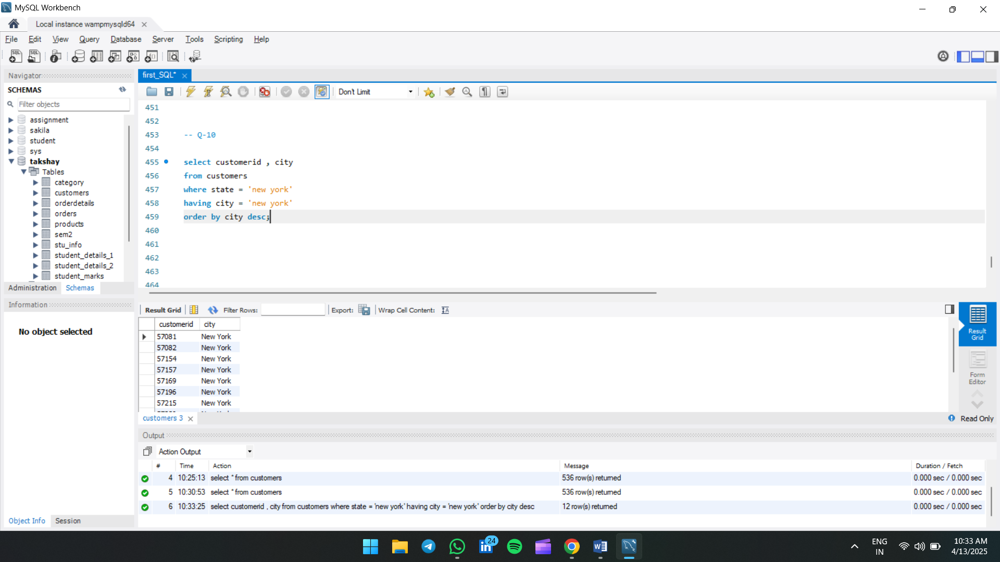 MySQL Workbench
Local instance wampmysqld64
File Edit View Query Database Server Tools Scripting Help
Navigator
SCHEMAS
Filter objects
assignment
sakila
student
sys
takshay
Tables
category
customers
orderdetails
orders
products
sem2
stu_info
student_details_1
student_details_2
student_marks
Administration Schemas
Information
No object selected
Object Info Session
first_SQL*
Don't Limit
451
452
453 -- Q-10
454
455 select customerid , city
456 from customers
457 where state = 'new york'
458 having city = 'new york'
459 order by city desc;
460
461
462
463
464
Result Grid Filter Rows: Export: Wrap Cell Content:
customerid city
57081 New York
57082 New York
57154 New York
57157 New York
57169 New York
57196 New York
57215 New York
Result Grid
Form Editor
customers 3
Read Only
Output
Action Output
# Time Action Message Duration / Fetch
4 10:25:13 select * from customers 536 row(s) returned 0.000 sec / 0.000 sec
5 10:30:53 select * from customers 536 row(s) returned 0.000 sec / 0.000 sec
6 10:33:25 select customerid , city from customers where state = 'new york' having city = 'new york' order by city desc 12 row(s) returned 0.000 sec / 0.000 sec
24
ENG
IN
10:33 AM
4/13/2025